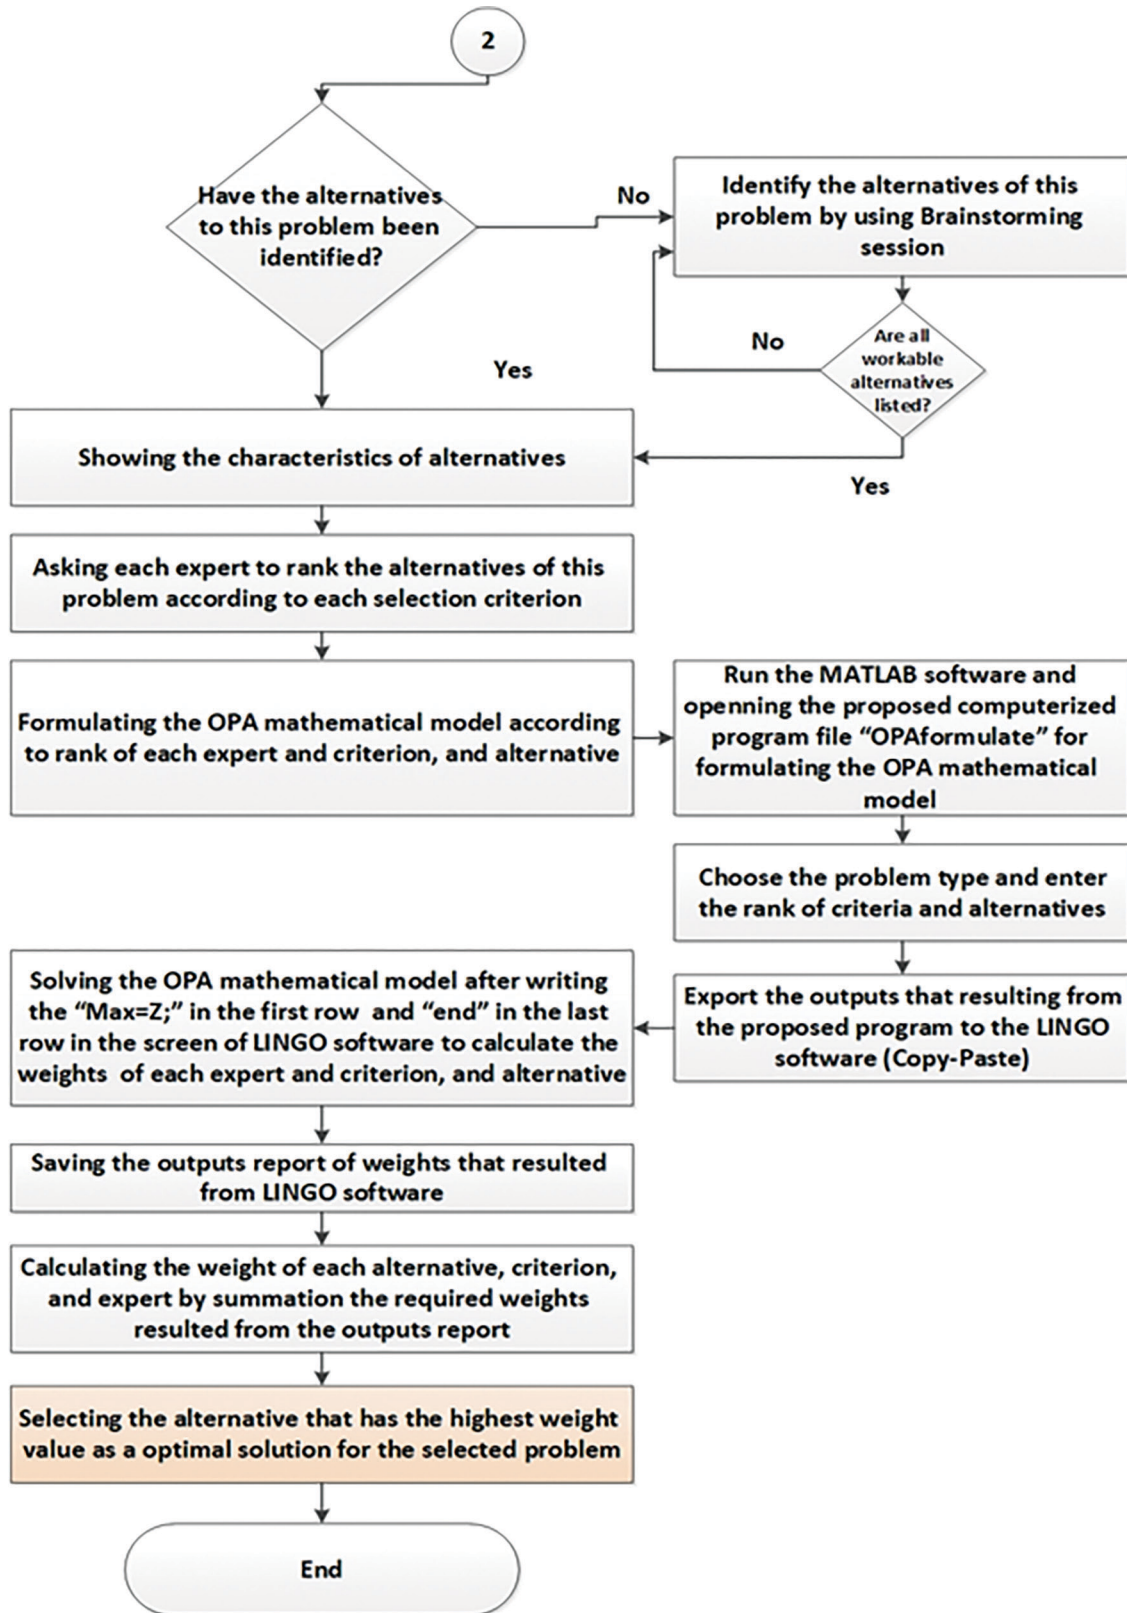 2
Have the alternatives
to this problem been
identified?
No
Identify the alternatives of this
problem by using Brainstorming
session
No
Are all
workable
alternatives
listed?
Yes
Showing the characteristics of alternatives
Yes
Asking each expert to rank the alternatives of this
problem according to each selection criterion
Formulating the OPA mathematical model according
to rank of each expert and criterion, and alternative
Run the MATLAB software and
openning the proposed computerized
program file “OPAformulate” for
formulating the OPA mathematical
model
Choose the problem type and enter
the rank of criteria and alternatives
Export the outputs that resulting from
the proposed program to the LINGO
software (Copy-Paste)
Solving the OPA mathematical model after writing
the “Max=Z;” in the first row and “end” in the last
row in the screen of LINGO software to calculate the
weights of each expert and criterion, and alternative
Saving the outputs report of weights that resulted
from LINGO software
Calculating the weight of each alternative, criterion,
and expert by summation the required weights
resulted from the outputs report
Selecting the alternative that has the highest weight
value as a optimal solution for the selected problem
End